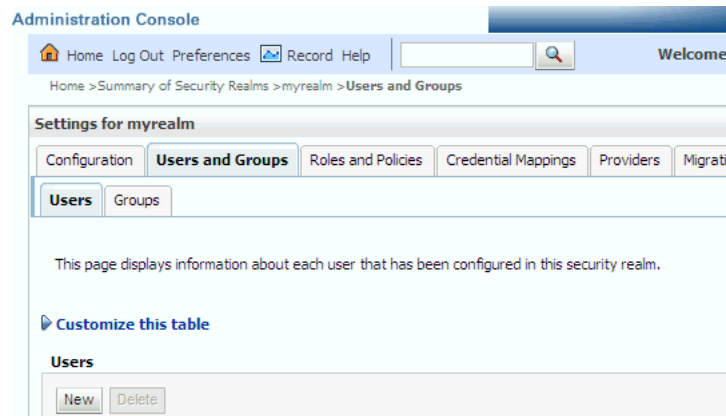 Administration Console
Home Log Out Preferences Record Help Welcome
Home >Summary of Security Realms >myrealm >Users and Groups
Settings for myrealm
Configuration Users and Groups Roles and Policies Credential Mappings Providers Migrati
Users Groups
This page displays information about each user that has been configured in this security realm.
Customize this table
Users
New Delete